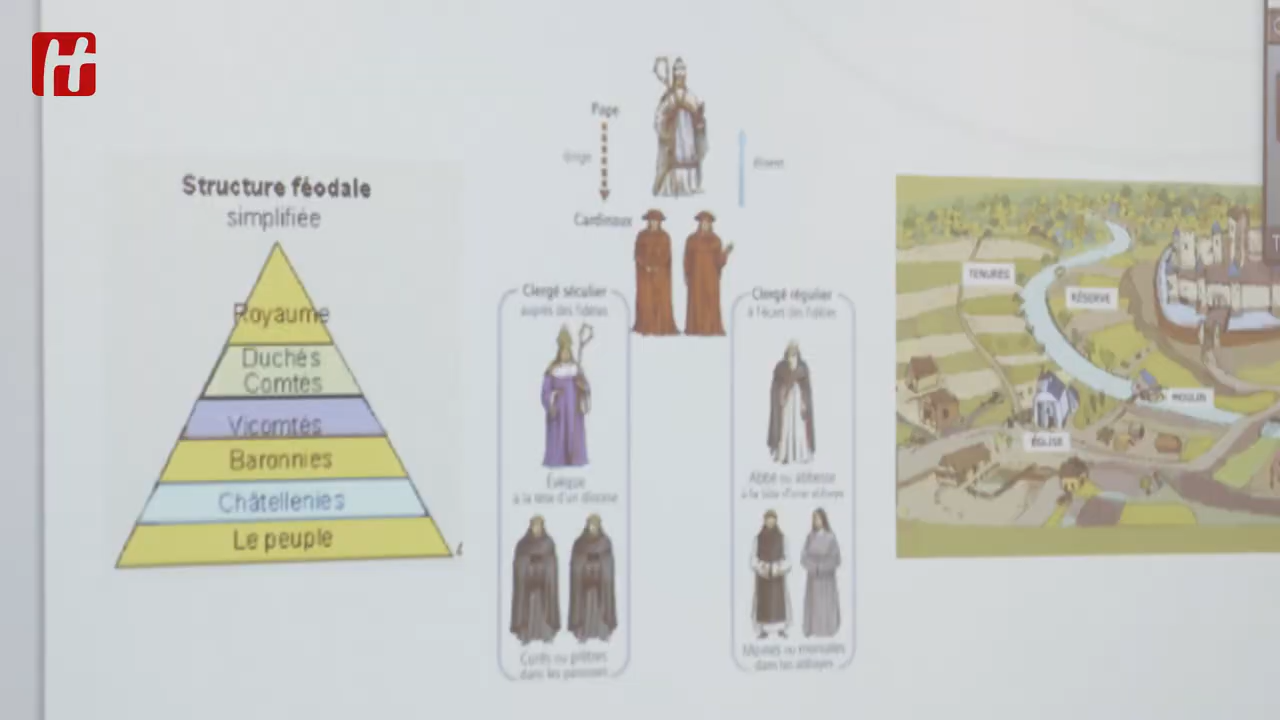 Structure féodale
simplifiée
Royaume
Duchés
Comtés
Vicomtés
Baronnies
Châtellenies
Le peuple
Pape
élisent
Cardinaux
Clergé séculier
auprès des fidèles
Évêque
à la tête d'un diocèse
Curés ou prêtres
dans les paroisses
Clergé régulier
à l'écart des fidèles
Abbé ou abbesse
à la tête d'une abbaye
Moines ou moniales
dans les abbayes
TENURES
RÉSERVE
MOULIN
ÉGLISE